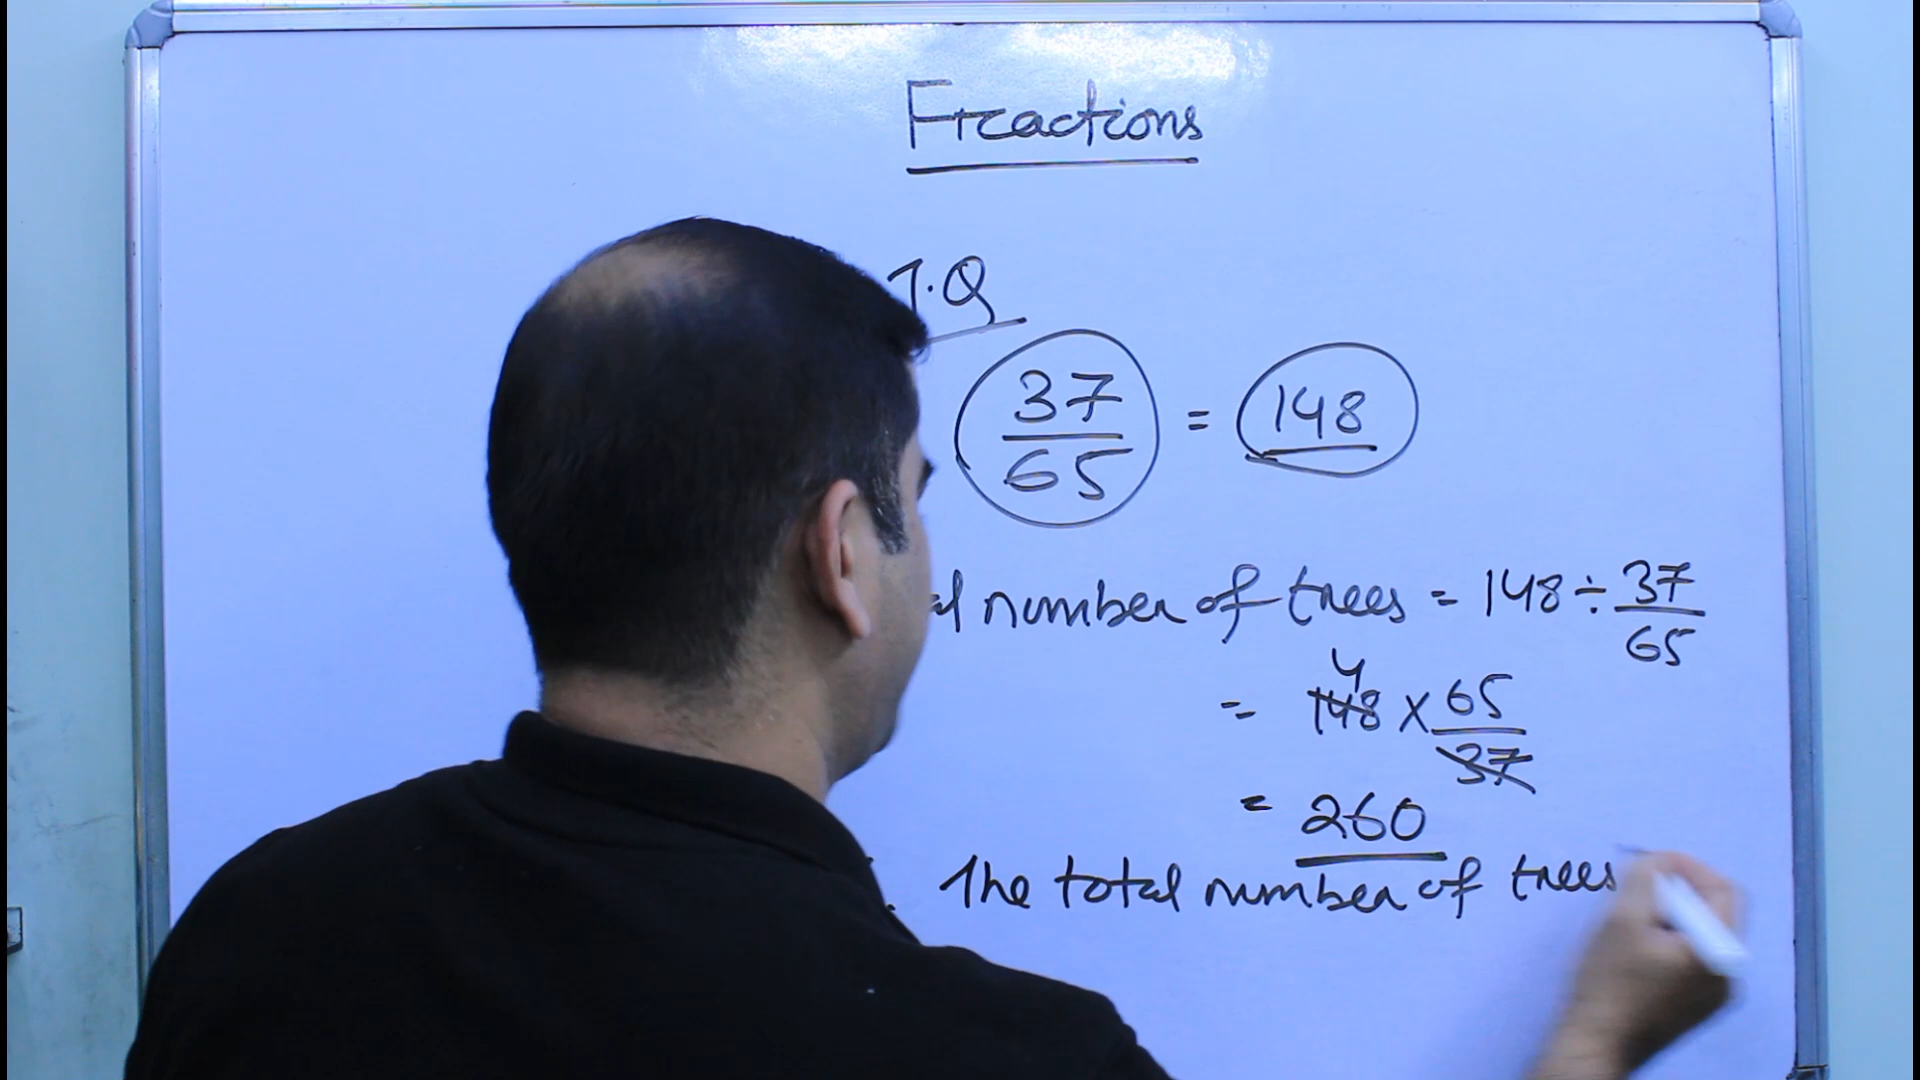 Fractions
7.Q
37/65 = 148
number of trees = 148 ÷ 37/65
4
= 148 × 65/37
= 260
The total number of trees